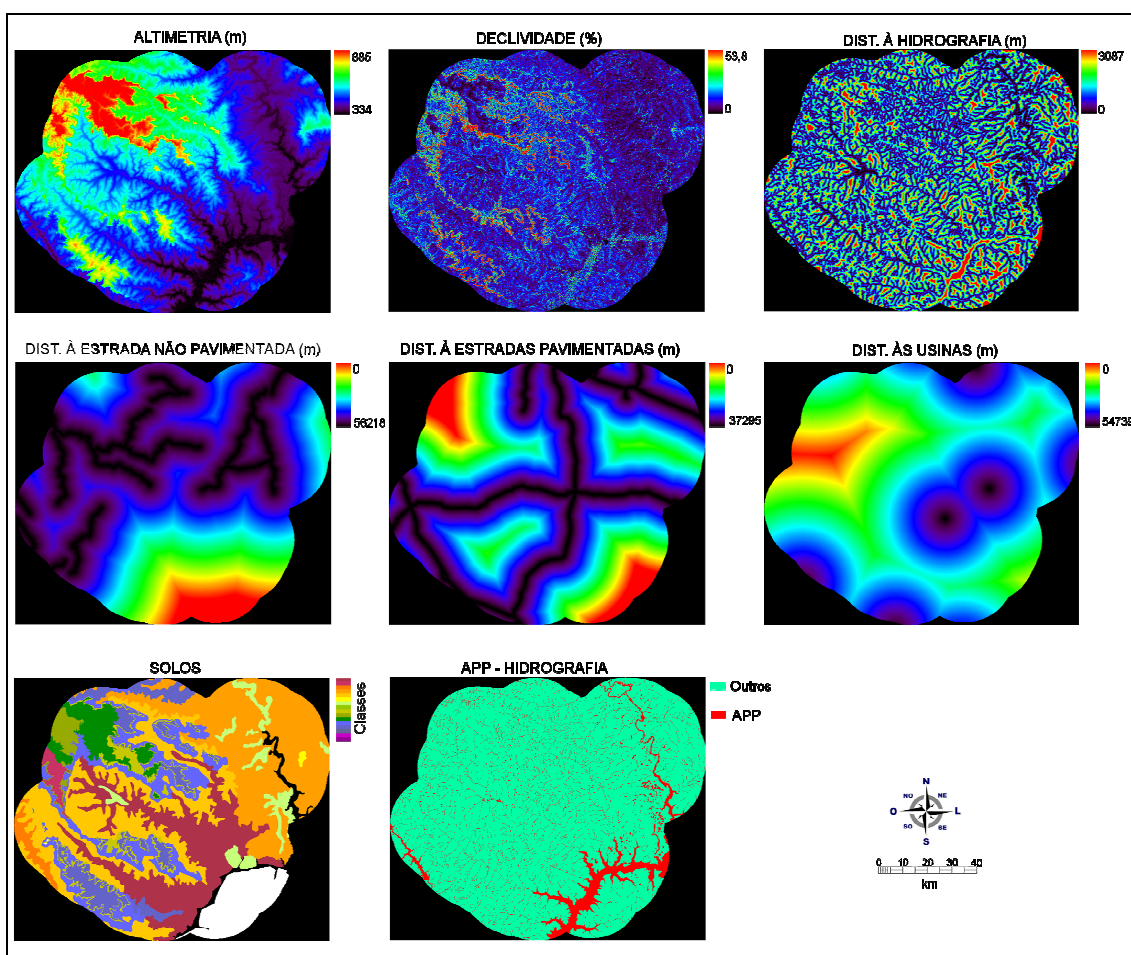 ALTIMETRIA (m)
885
334
DECLIVIDADE (%)
53,8
0
DIST. À HIDROGRAFIA (m)
3087
0
DIST. À ESTRADA NÃO PAVIMENTADA (m)
0
56218
DIST. À ESTRADAS PAVIMENTADAS (m)
0
37295
DIST. ÀS USINAS (m)
0
SOLOS
Classes
APP - HIDROGRAFIA
Outros
APP
N
NO NE
O L
SO SE
S
0 10 20 30 40
km